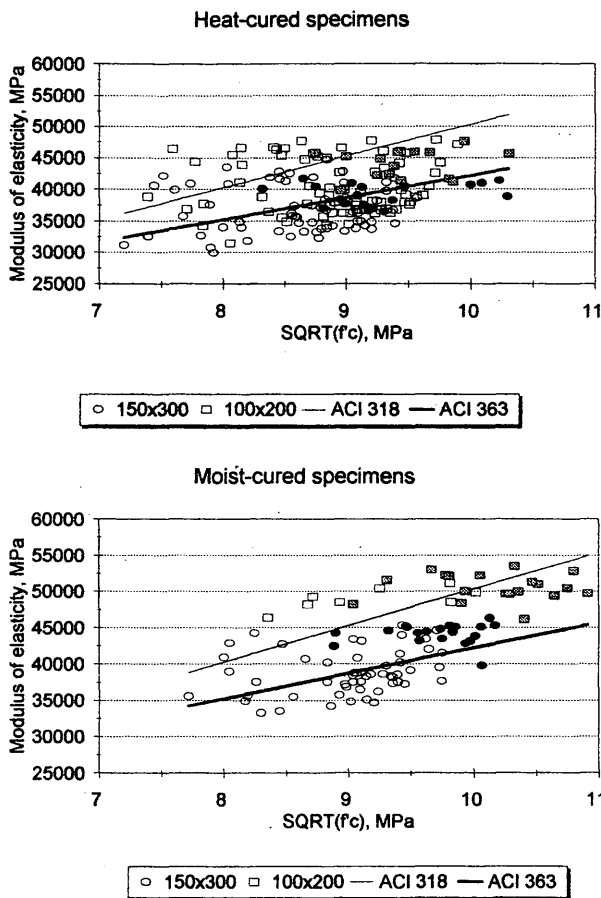 Heat-cured specimens
Modulus of elasticity, MPa
60000
55000
50000
45000
40000
35000
30000
25000
7 8 9 10 11
SQRT(f'c), MPa
150x300 100x200 ACI 318 ACI 363
Moist-cured specimens
Modulus of elasticity, MPa
60000
55000
50000
45000
40000
35000
30000
25000
7 8 9 10 11
SQRT(f'c), MPa
150x300 100x200 ACI 318 ACI 363